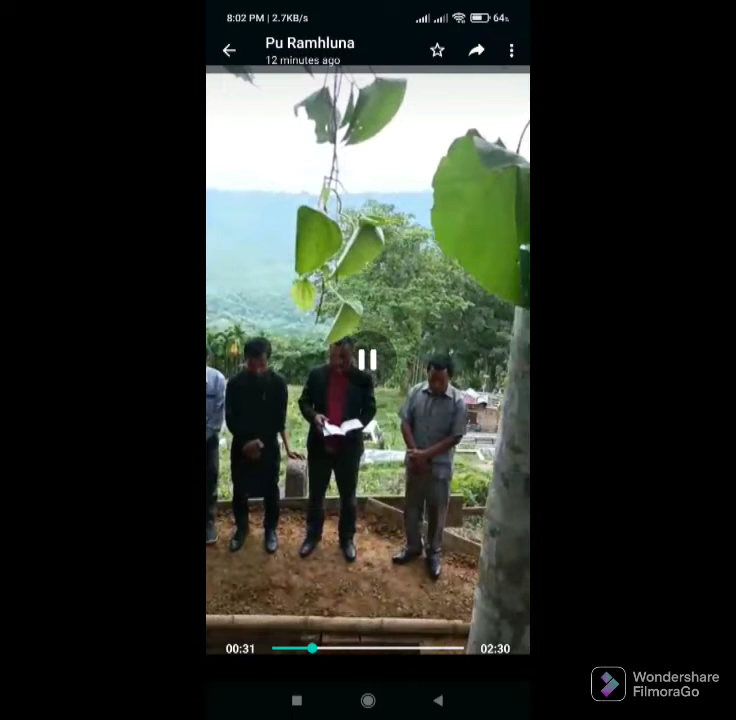 8:02 PM | 2.7KB/s
64%
Pu Ramhluna
12 minutes ago
00:31
02:30
Wondershare
FilmoraGo